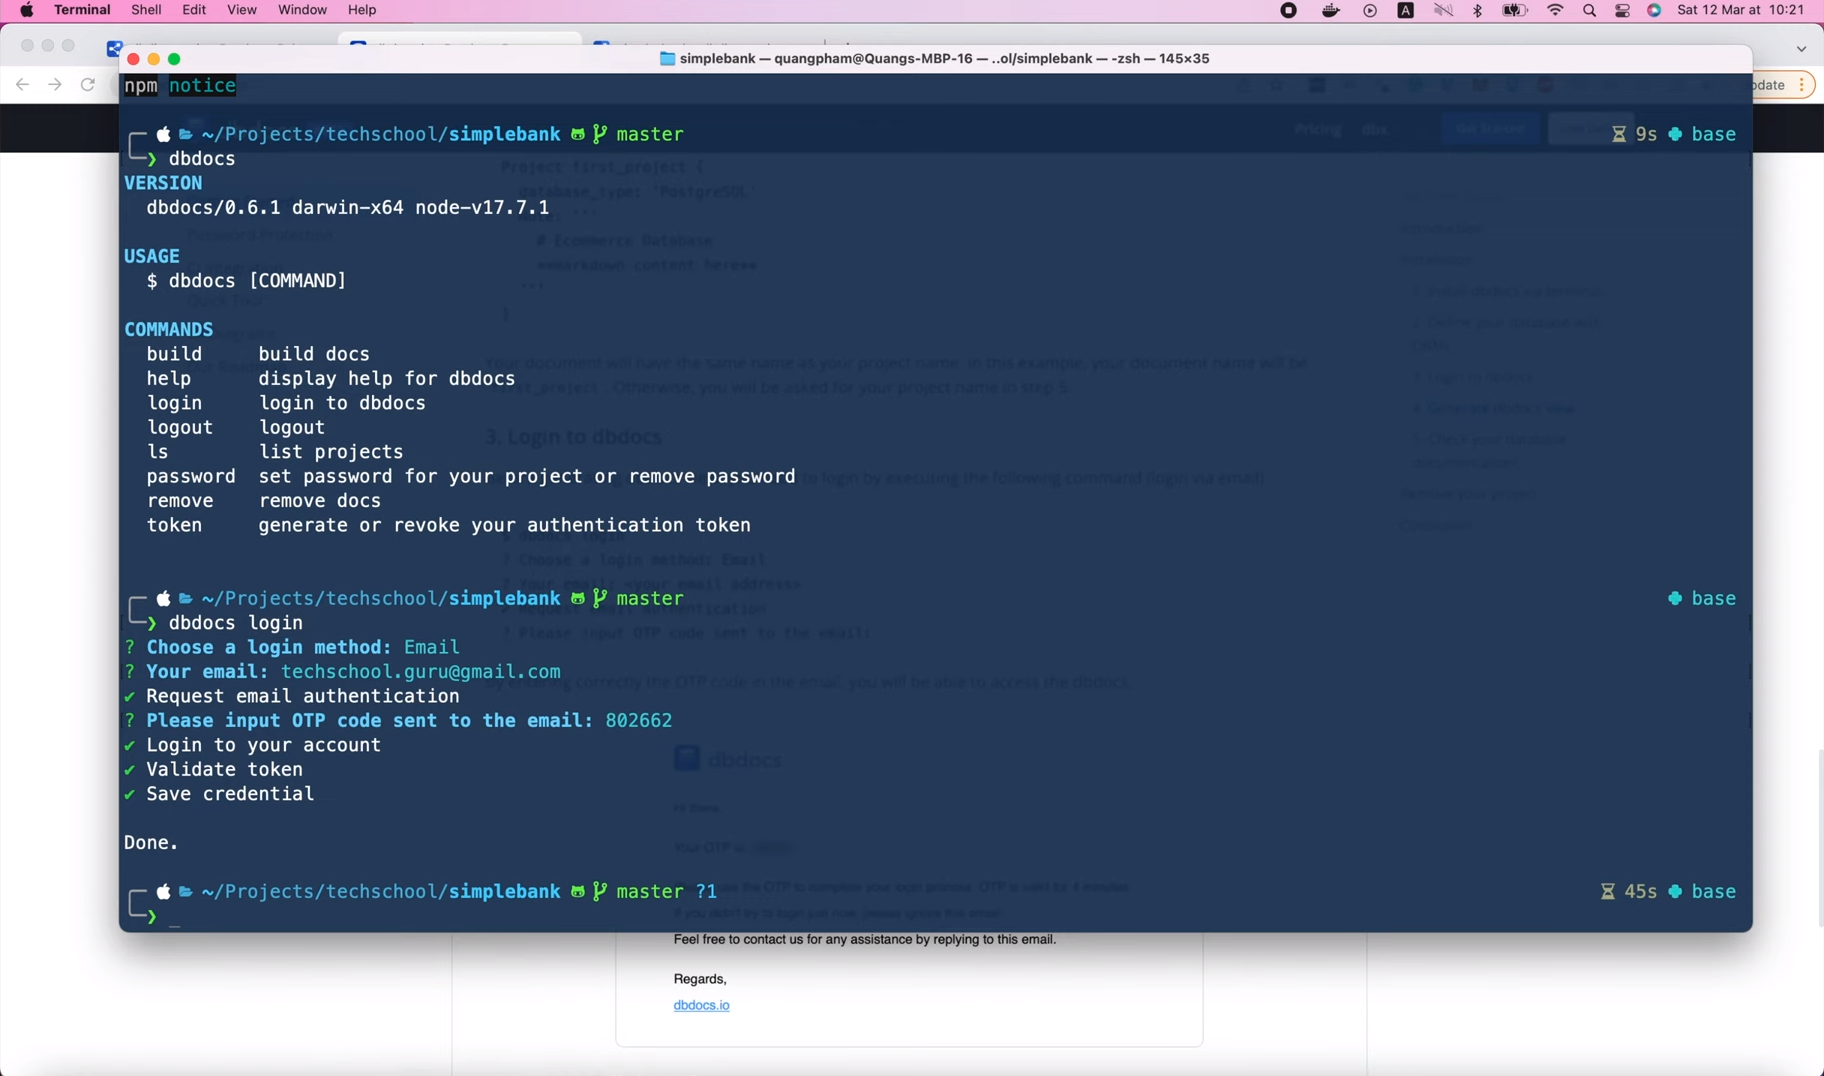 Terminal Shell Edit View Window Help Sat 12 Mar at 10:21
simplebank — quangpham@Quangs-MBP-16 — ..ol/simplebank — -zsh — 145×35
npm notice
~/Projects/techschool/simplebank master 9s base
❯ dbdocs
VERSION
dbdocs/0.6.1 darwin-x64 node-v17.7.1
USAGE
$ dbdocs [COMMAND]
COMMANDS
build build docs
help display help for dbdocs
login login to dbdocs
logout logout
ls list projects
password set password for your project or remove password
remove remove docs
token generate or revoke your authentication token
~/Projects/techschool/simplebank master base
❯ dbdocs login
? Choose a login method: Email
? Your email: techschool.guru@gmail.com
✔ Request email authentication
? Please input OTP code sent to the email: 802662
✔ Login to your account
✔ Validate token
✔ Save credential
Done.
~/Projects/techschool/simplebank master ?1 45s base
❯ _
Feel free to contact us for any assistance by replying to this email.
Regards,
dbdocs.io